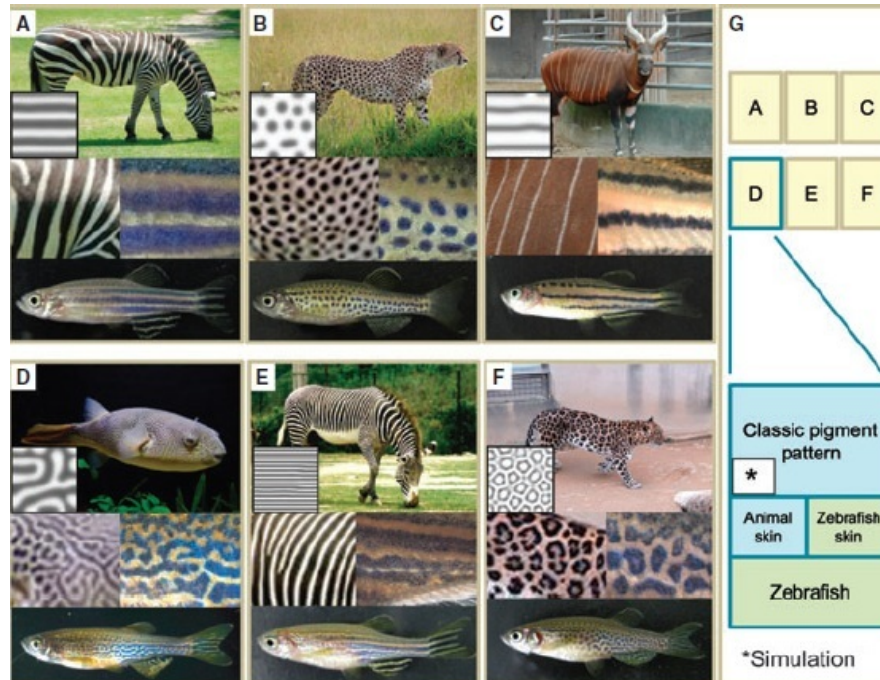 A
B
C
G
A B C
D E F
D
E
F
Classic pigment
pattern
*
Animal
skin
Zebrafish
skin
Zebrafish
*Simulation